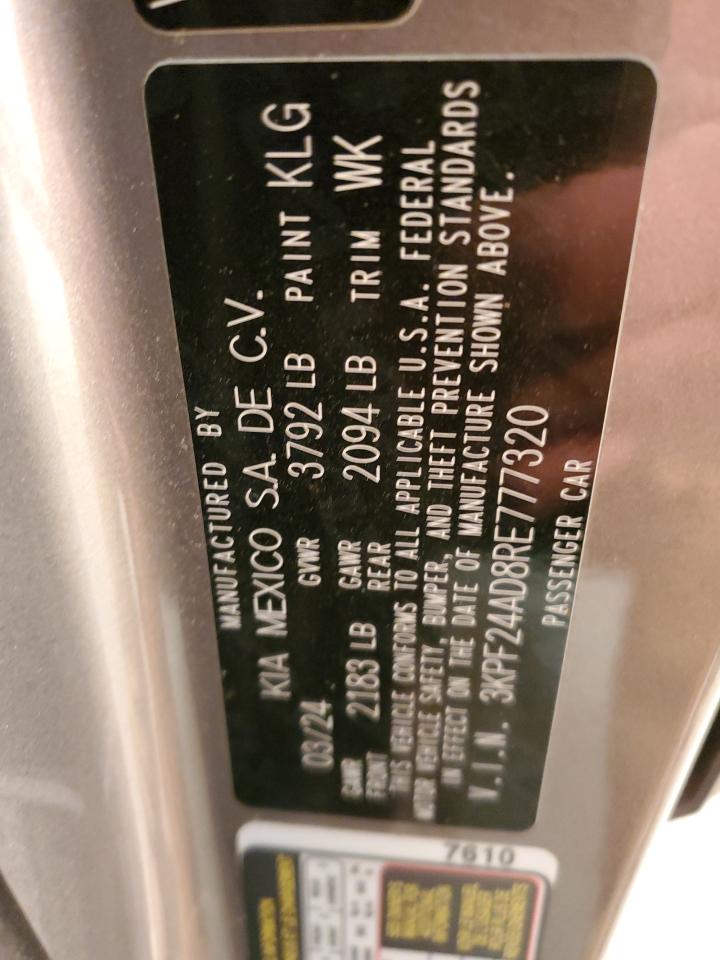 MANUFACTURED BY
KIA MEXICO S.A. DE C.V.
03/24 GVWR 3792 LB PAINT KLG
GAWR FRONT 2183 LB GAWR REAR 2094 LB TRIM WK
THIS VEHICLE CONFORMS TO ALL APPLICABLE U.S.A. FEDERAL
MOTOR VEHICLE SAFETY, BUMPER, AND THEFT PREVENTION STANDARDS
IN EFFECT ON THE DATE OF MANUFACTURE SHOWN ABOVE.
V.I.N. 3KPF24AD8RE777320
PASSENGER CAR
7610